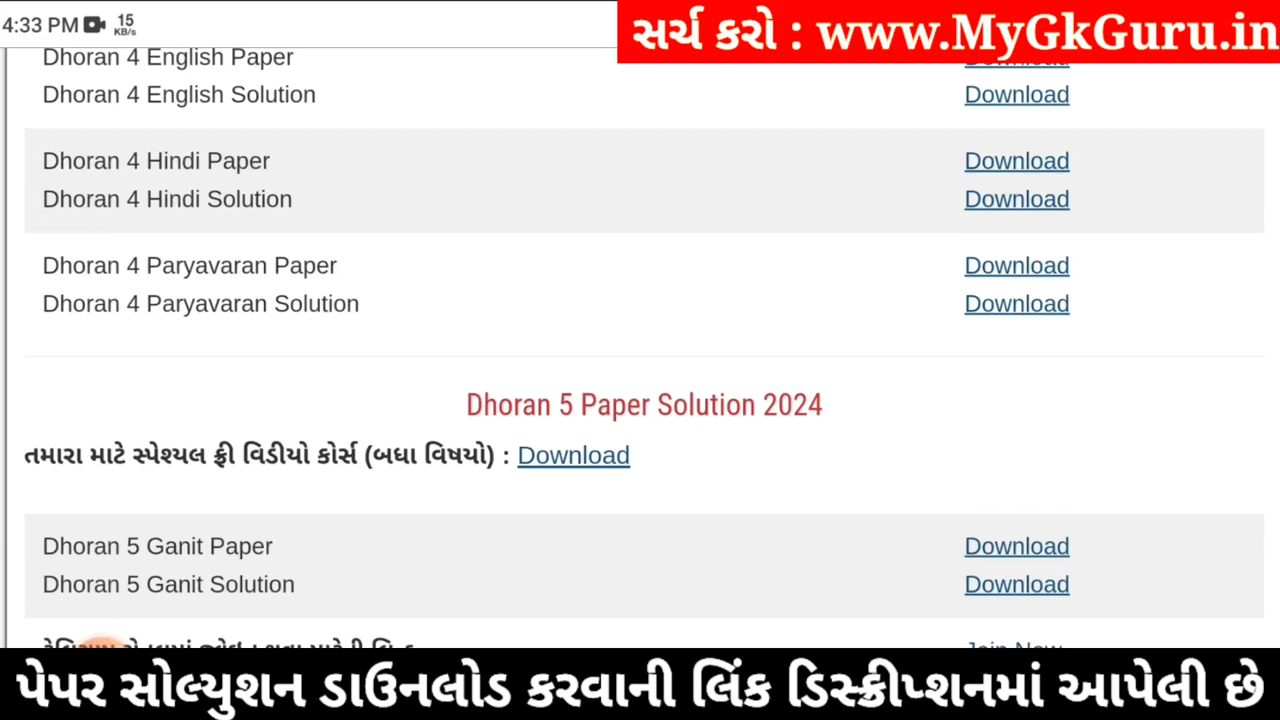 4:33 PM 15 KB/s
સર્ચ કરો : www.MyGkGuru.in
Dhoran 4 English Paper Download
Dhoran 4 English Solution Download
Dhoran 4 Hindi Paper Download
Dhoran 4 Hindi Solution Download
Dhoran 4 Paryavaran Paper Download
Dhoran 4 Paryavaran Solution Download
Dhoran 5 Paper Solution 2024
તમારા માટે સ્પેશ્યલ ફ્રી વિડીયો કોર્સ (બધા વિષયો) : Download
Dhoran 5 Ganit Paper Download
Dhoran 5 Ganit Solution Download
Join Now
પેપર સોલ્યુશન ડાઉનલોડ કરવાની લિંક ડિસ્ક્રીપ્શનમાં આપેલી છે